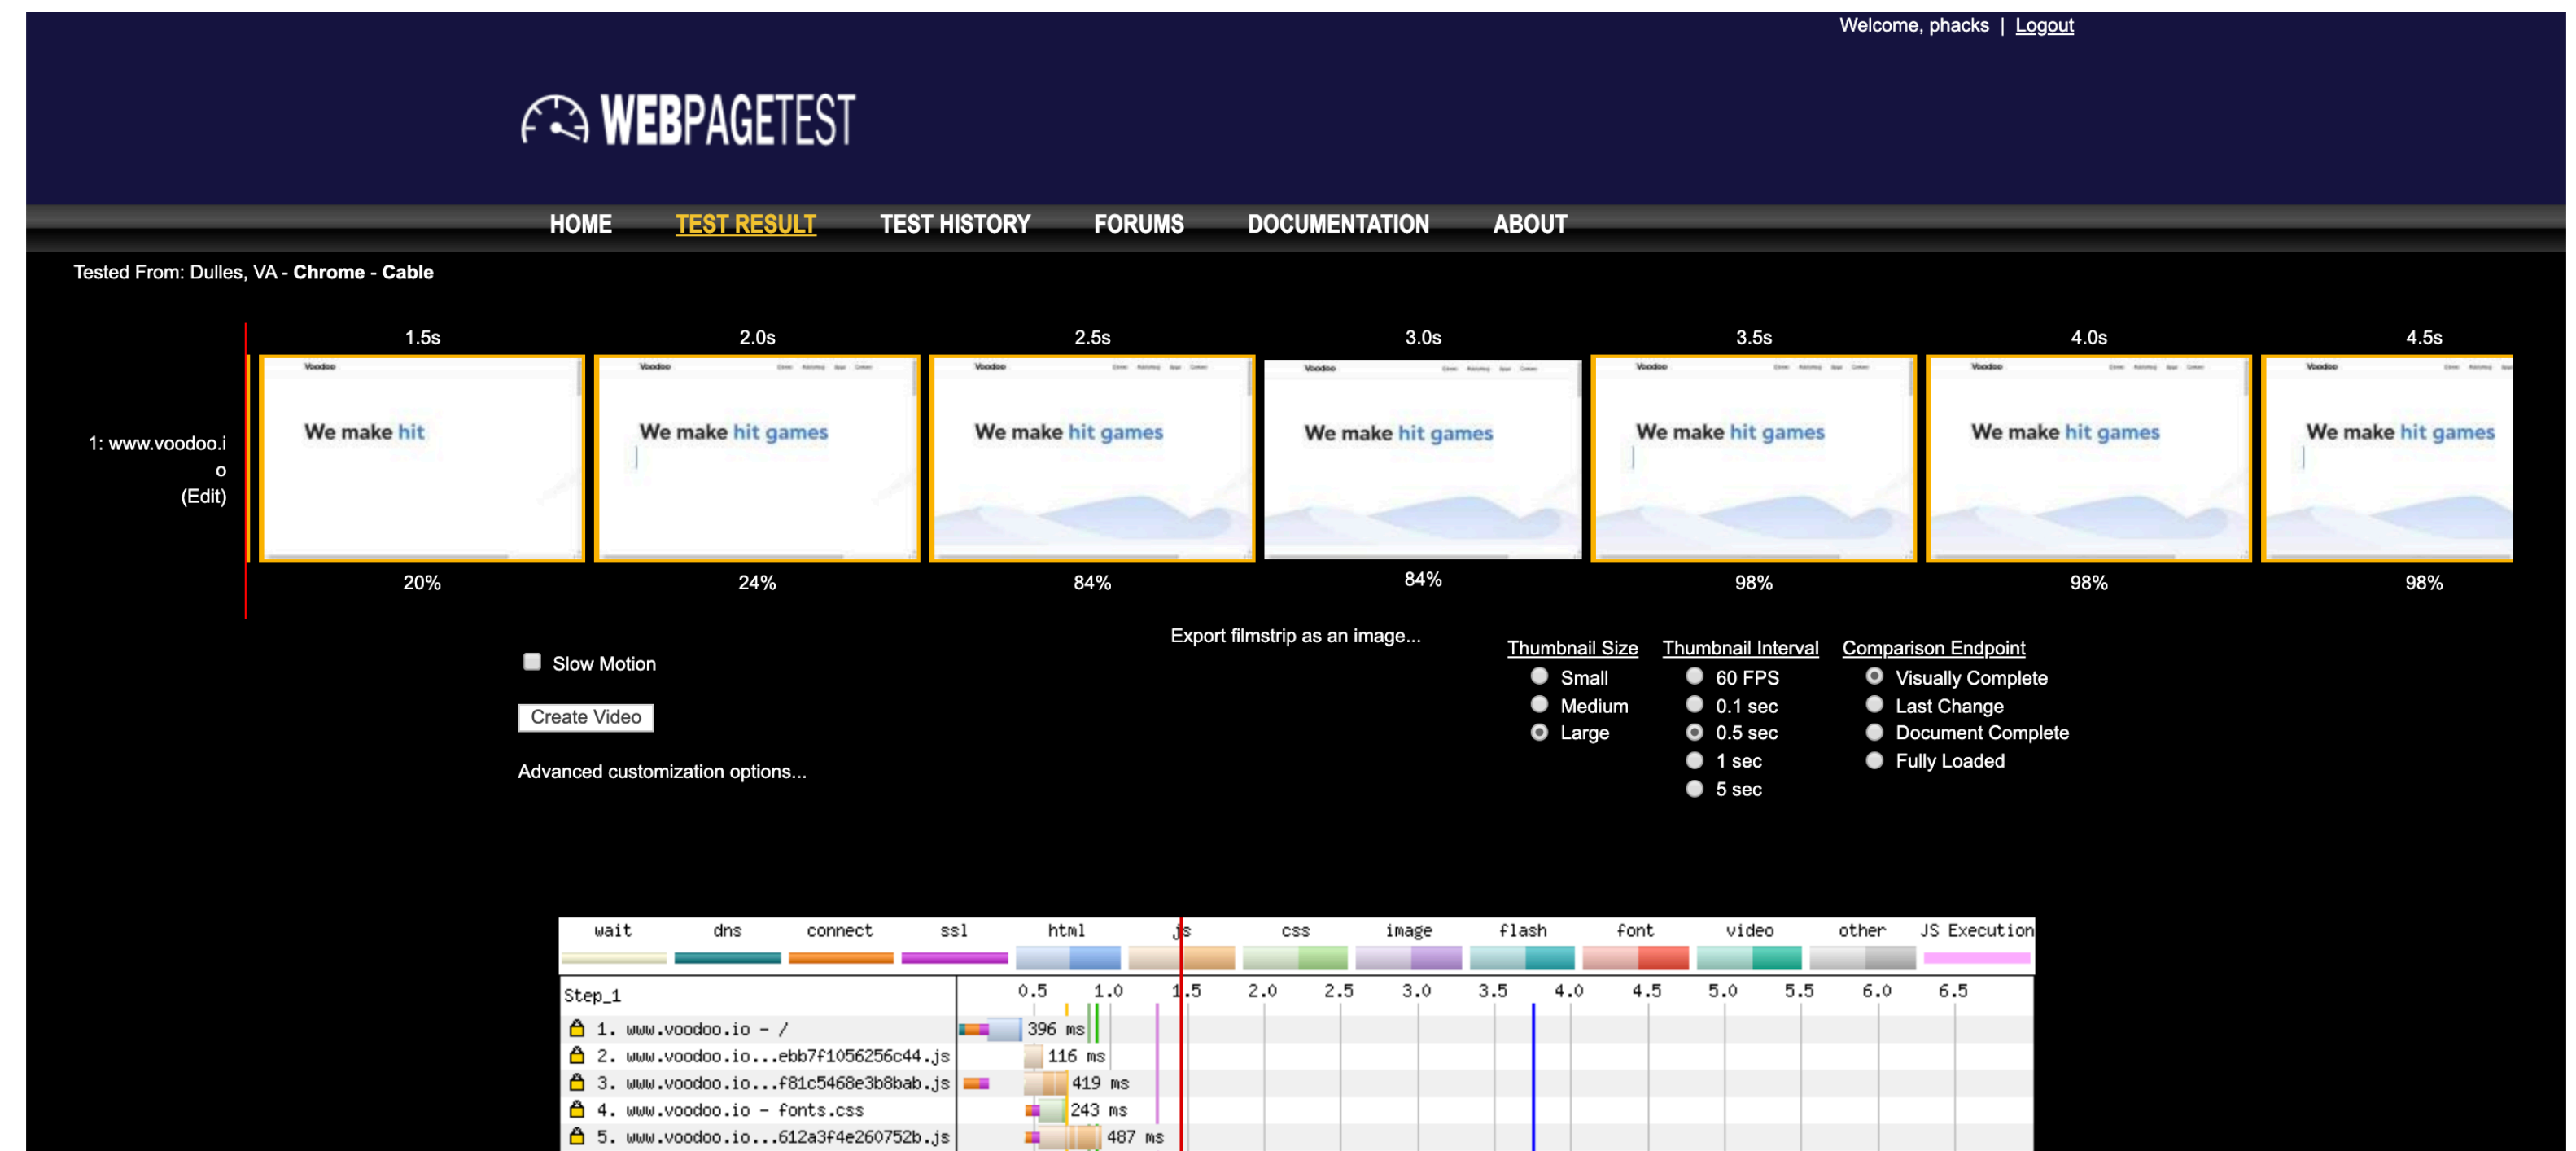 Welcome, phacks | Logout
WEBPAGETEST
HOME TEST RESULT TEST HISTORY FORUMS DOCUMENTATION ABOUT
Tested From: Dulles, VA - Chrome - Cable
1.5s 2.0s 2.5s 3.0s 3.5s 4.0s 4.5s
Voodoo Voodoo Voodoo Voodoo Voodoo Voodoo Voodoo
We make hit We make hit games We make hit games We make hit games We make hit games We make hit games We make hit games
1: www.voodoo.i
o
(Edit)
20% 24% 84% 84% 98% 98% 98%
Export filmstrip as an image...
Slow Motion
Create Video
Advanced customization options...
Thumbnail Size
Small
Medium
Large
Thumbnail Interval
60 FPS
0.1 sec
0.5 sec
1 sec
5 sec
Comparison Endpoint
Visually Complete
Last Change
Document Complete
Fully Loaded
wait dns connect ssl html js css image flash font video other JS Execution
Step_1 0.5 1.0 1.5 2.0 2.5 3.0 3.5 4.0 4.5 5.0 5.5 6.0 6.5
1. www.voodoo.io - / 396 ms
2. www.voodoo.io...ebb7f1056256c44.js 116 ms
3. www.voodoo.io...f81c5468e3b8bab.js 419 ms
4. www.voodoo.io - fonts.css 243 ms
5. www.voodoo.io...612a3f4e260752b.js 487 ms